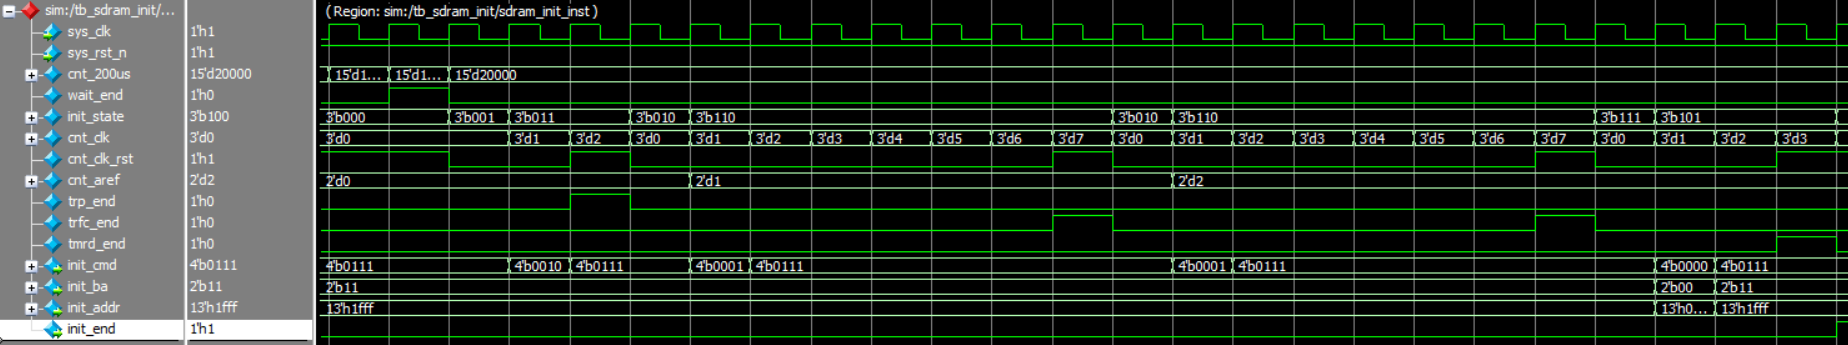 sim:/tb_sdram_init/... (Region: sim:/tb_sdram_init/sdram_init_inst)
sys_clk 1'h1
sys_rst_n 1'h1
cnt_200us 15'd20000 15'd1... 15'd1... 15'd20000
wait_end 1'h0
init_state 3'b100 3'b000 3'b001 3'b011 3'b010 3'b110 3'b010 3'b110 3'b111 3'b101
cnt_clk 3'd0 3'd0 3'd1 3'd2 3'd0 3'd1 3'd2 3'd3 3'd4 3'd5 3'd6 3'd7 3'd0 3'd1 3'd2 3'd3 3'd4 3'd5 3'd6 3'd7 3'd0 3'd1 3'd2 3'd3
cnt_clk_rst 1'h1
cnt_aref 2'd2 2'd0 2'd1 2'd2
trp_end 1'h0
trfc_end 1'h0
tmrd_end 1'h0
init_cmd 4'b0111 4'b0111 4'b0010 4'b0111 4'b0001 4'b0111 4'b0001 4'b0111 4'b0000 4'b0111
init_ba 2'b11 2'b11 2'b00 2'b11
init_addr 13'h1fff 13'h1fff 13'h0... 13'h1fff
init_end 1'h1